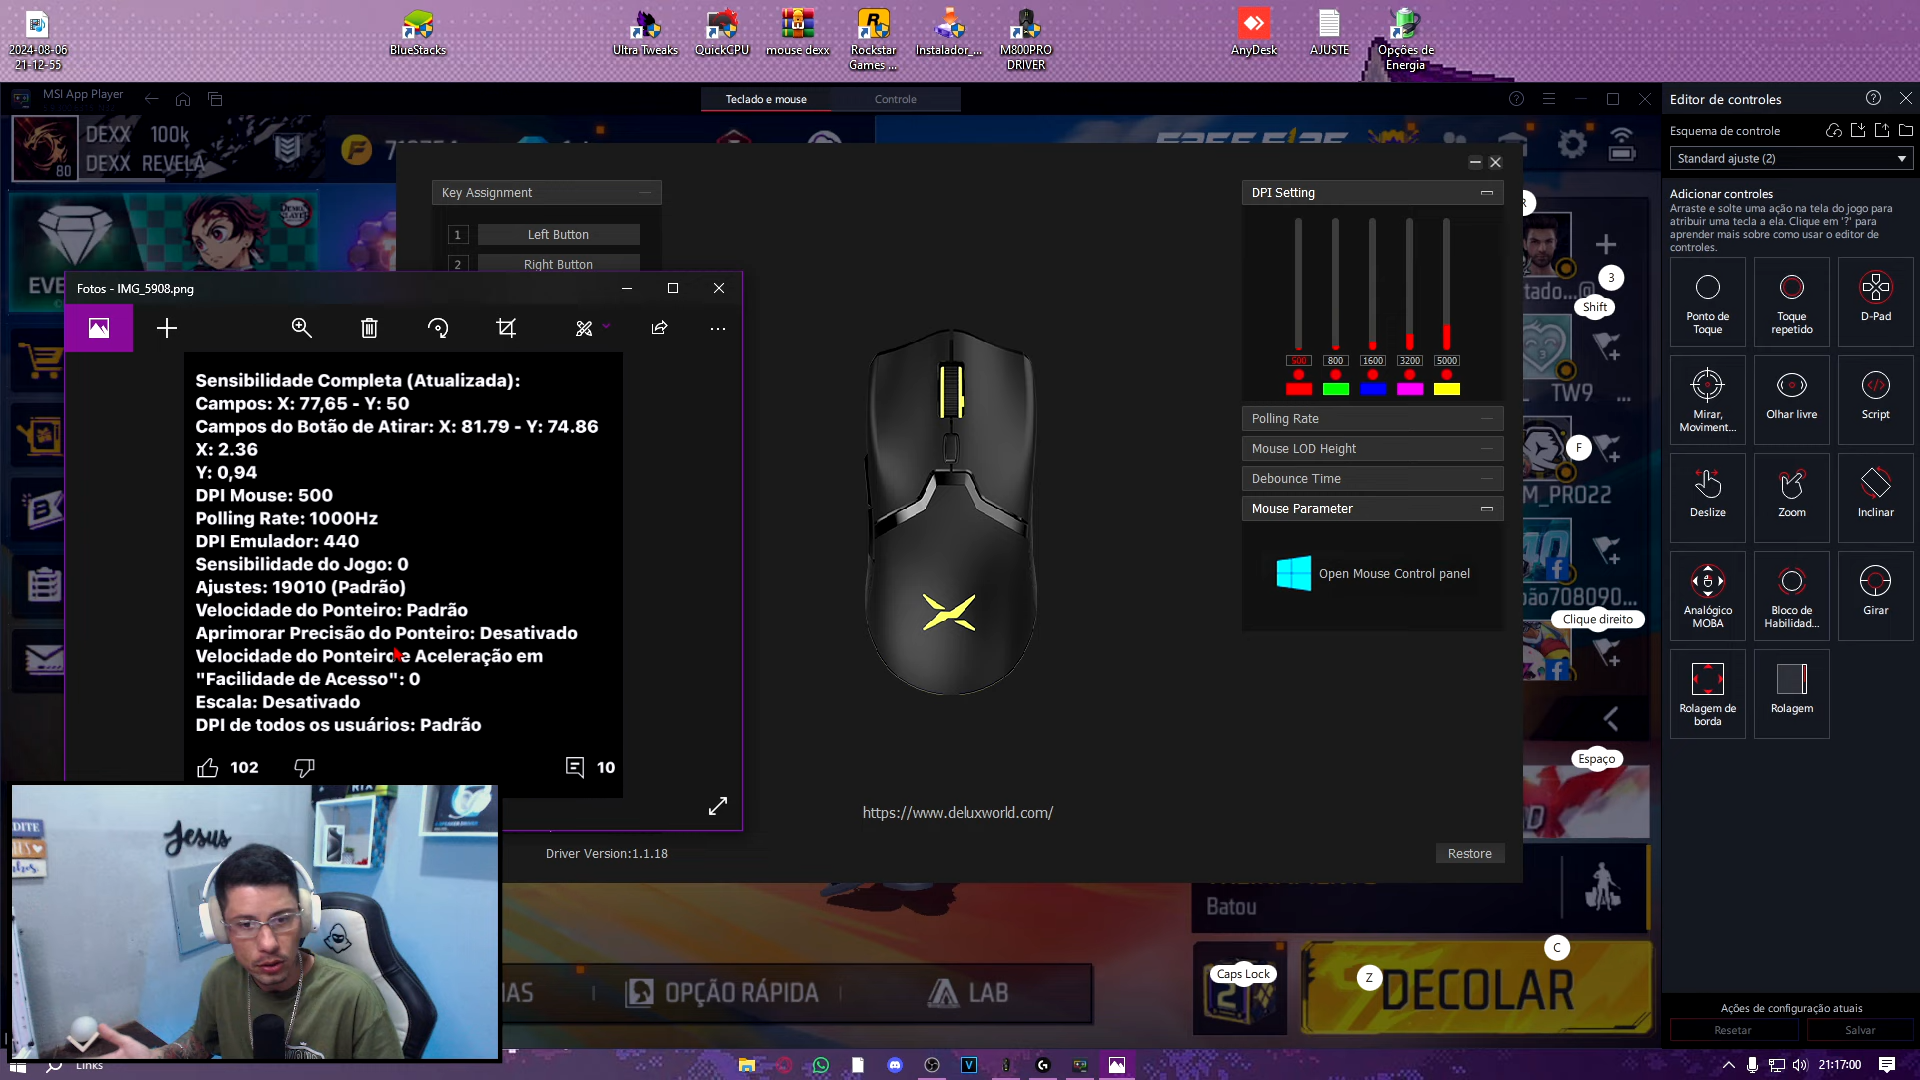 2024-08-06
21-12-55
BlueStacks
Ultra Tweaks
QuickCPU
mouse dexx
Rockstar
Games ...
Instalador_...
M800PRO
DRIVER
AnyDesk
AJUSTE
Opções de
Energia
MSI App Player
Teclado e mouse
Controle
Editor de controles
DEXX 100k
DEXX REVELA
80
FREE FIRE
Esquema de controle
Standard ajuste (2)
Adicionar controles
Arraste e solte uma ação na tela do jogo para
atribuir uma tecla a ela. Clique em '?' para
aprender mais sobre como usar o editor de
controles.
Ponto de
Toque
Toque
repetido
D-Pad
Mirar,
Moviment...
Olhar livre
Script
Deslize
Zoom
Inclinar
Analógico
MOBA
Bloco de
Habilidad...
Girar
Rolagem de
borda
Rolagem
Ações de configuração atuais
Resetar
Salvar
Key Assignment
1
Left Button
2
Right Button
DPI Setting
500
800
1600
3200
5000
Polling Rate
Mouse LOD Height
Debounce Time
Mouse Parameter
Open Mouse Control panel
https://www.deluxworld.com/
Driver Version:1.1.18
Restore
Fotos - IMG_5908.png
Sensibilidade Completa (Atualizada):
Campos: X: 77,65 - Y: 50
Campos do Botão de Atirar: X: 81.79 - Y: 74.86
X: 2.36
Y: 0,94
DPI Mouse: 500
Polling Rate: 1000Hz
DPI Emulador: 440
Sensibilidade do Jogo: 0
Ajustes: 19010 (Padrão)
Velocidade do Ponteiro: Padrão
Aprimorar Precisão do Ponteiro: Desativado
Velocidade do Ponteiro e Aceleração em
"Facilidade de Acesso": 0
Escala: Desativado
DPI de todos os usuários: Padrão
102
10
R
3
Shift
TW9
F
M_PRO22
ão708090...
Clique direito
Espaço
Batou
C
Caps Lock
Z
DECOLAR
OPÇÃO RÁPIDA
LAB
Jesus
Links
21:17:00